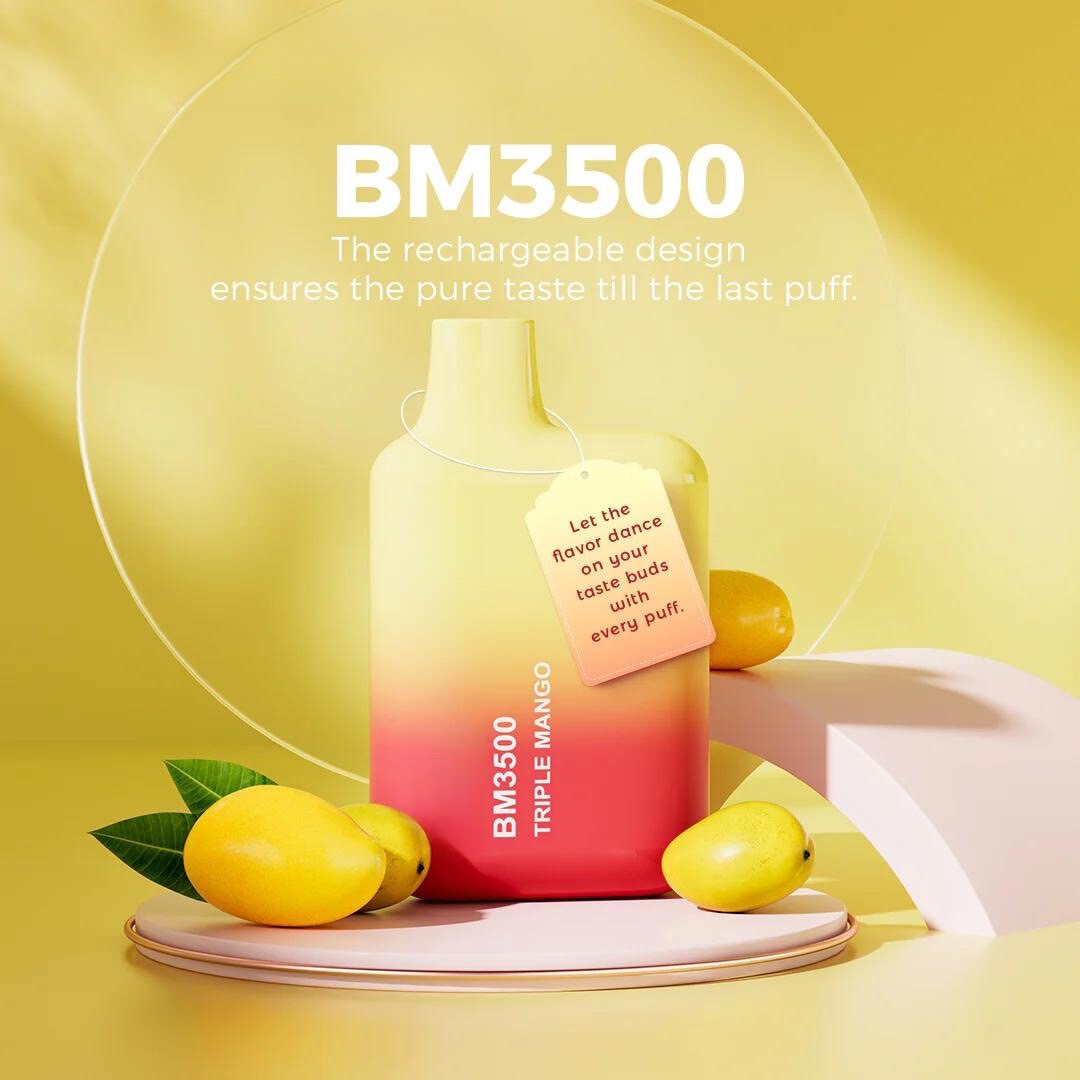 BM3500
The rechargeable design
ensures the pure taste till the last puff.
Let the
flavor dance
on your
taste buds
with
every puff.
BM3500
TRIPLE MANGO